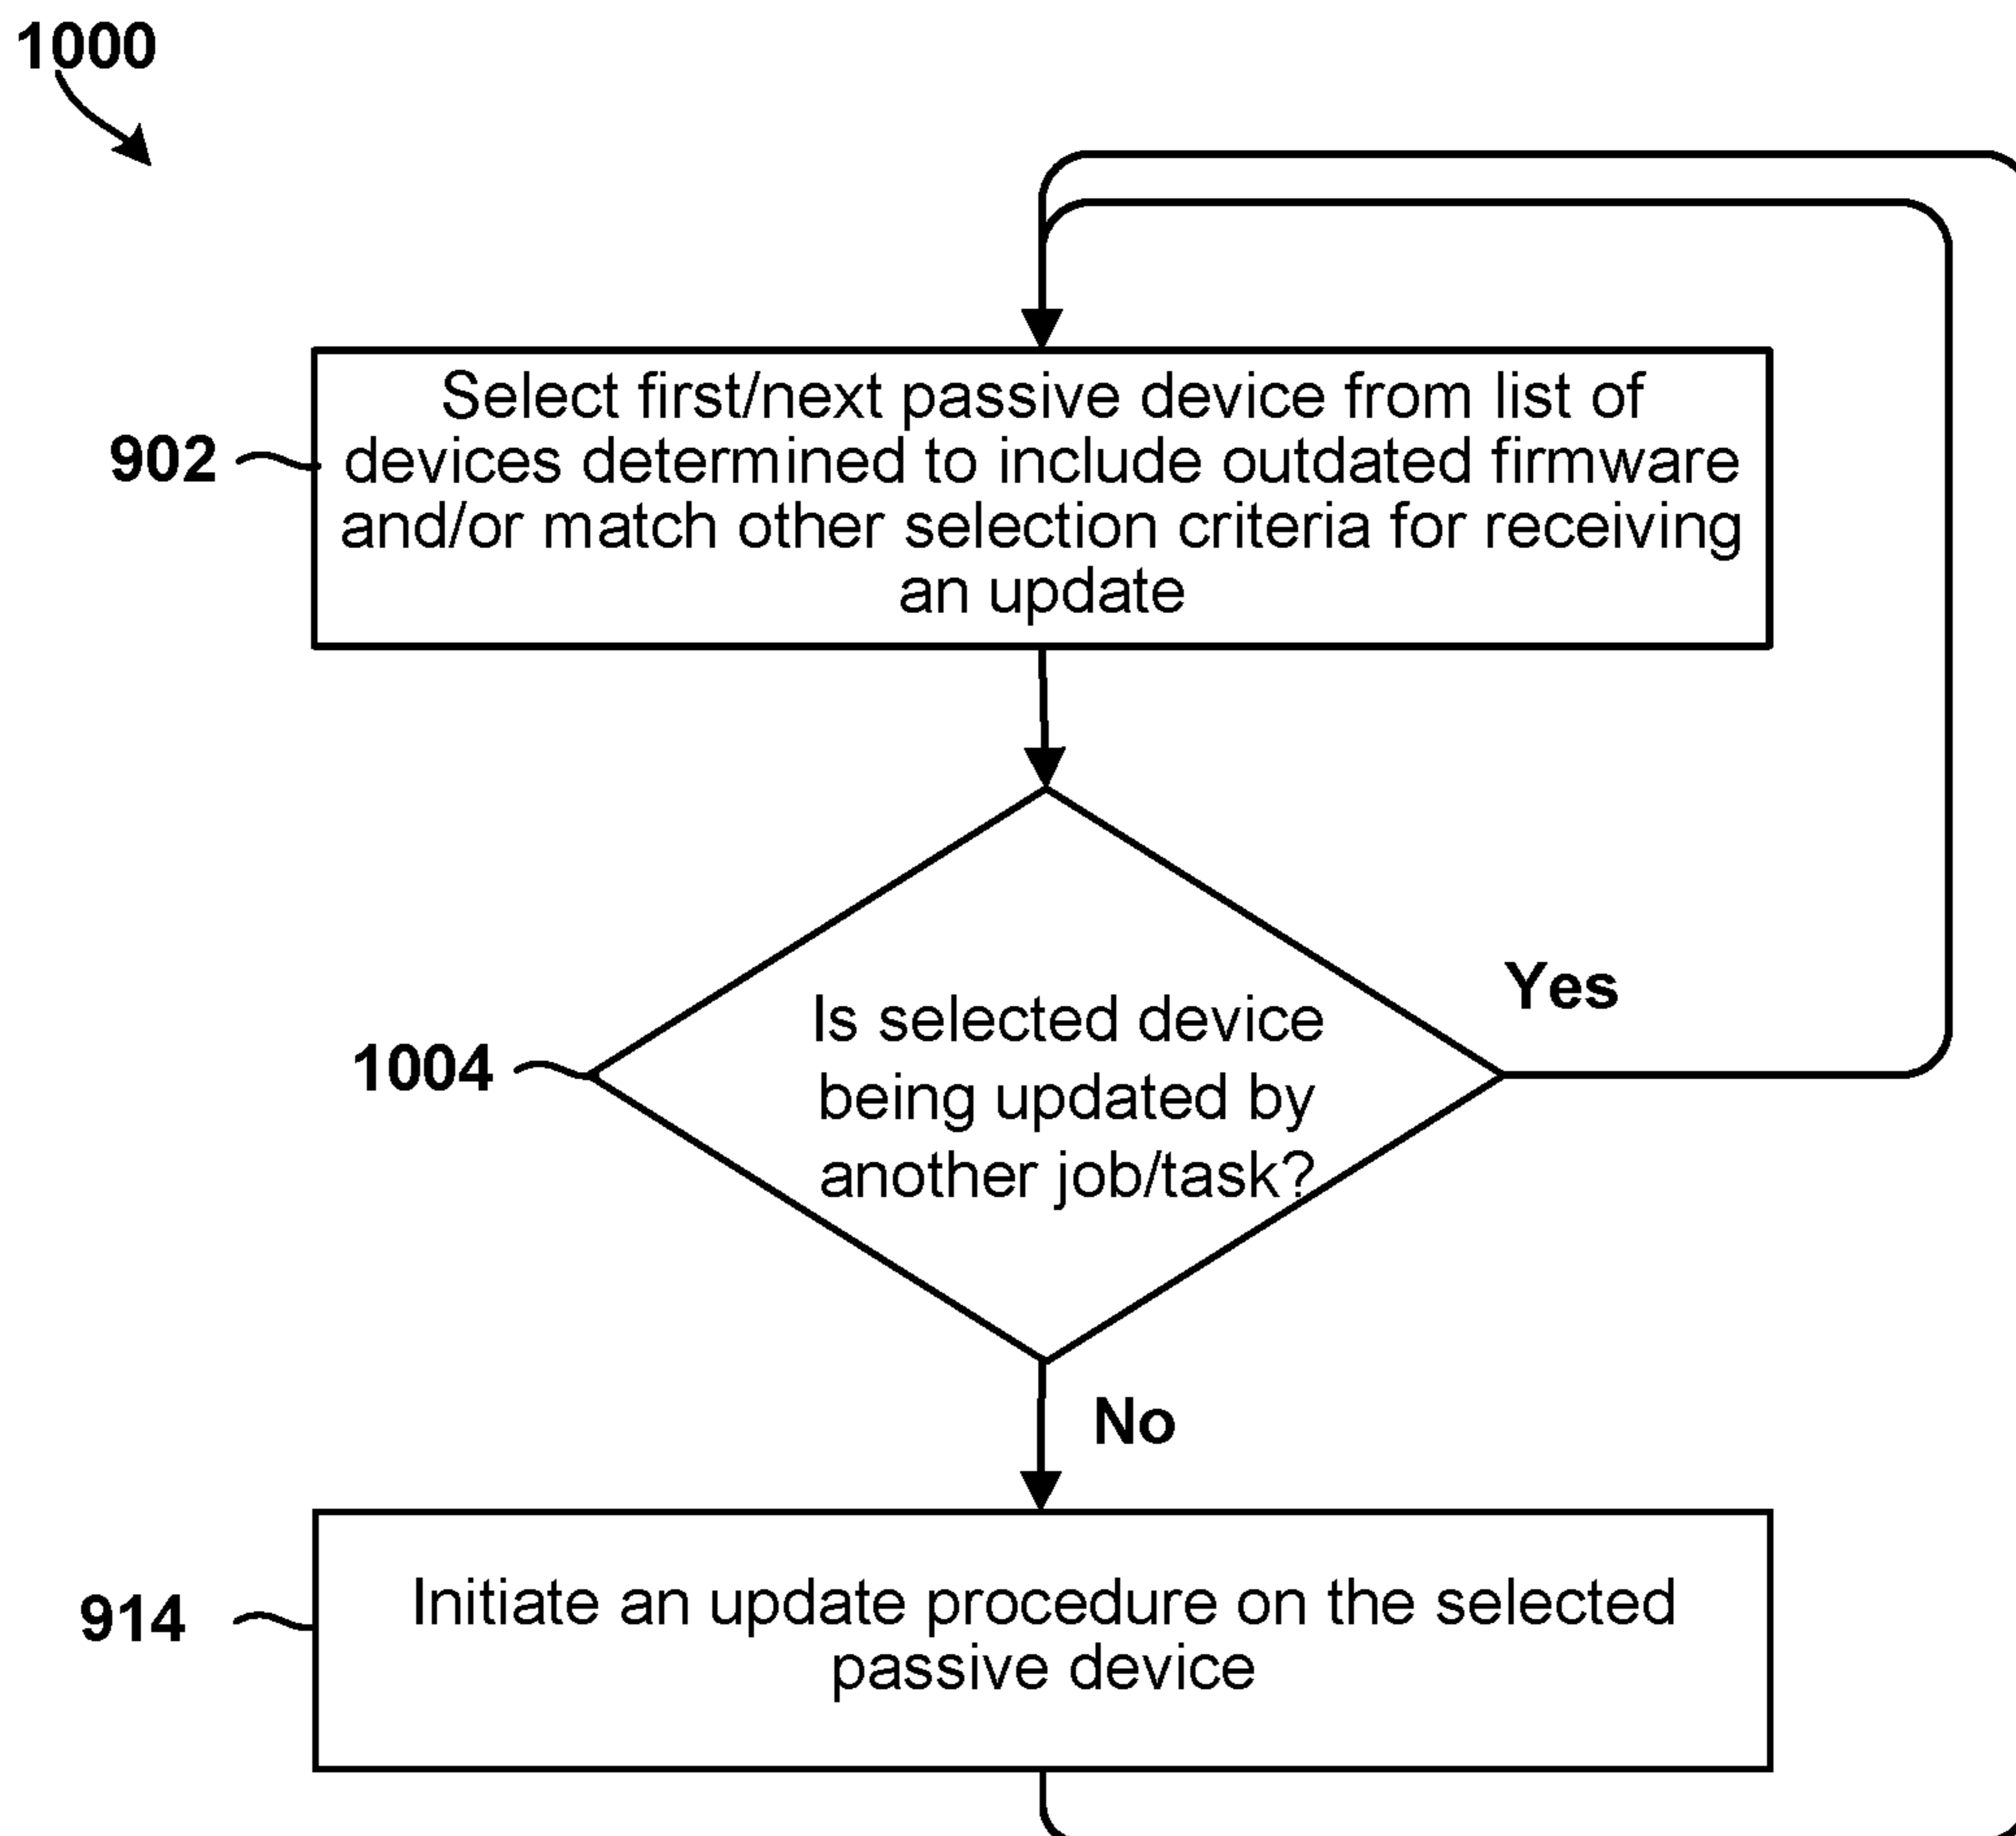 1000
Select first/next passive device from list of
902
devices determined to include outdated firmware
and/or match other selection criteria for receiving
an update
Yes
Is selected device
1004
being updated by
another job/task?
No
914
Initiate an update procedure on the selected
passive device